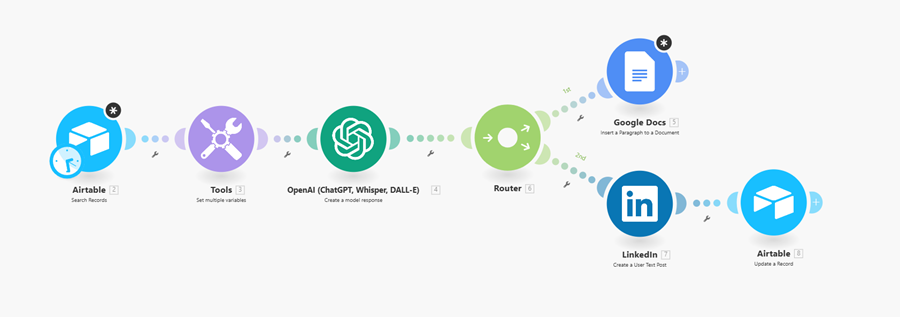 Airtable 2
Search Records
Tools 3
Set multiple variables
OpenAI (ChatGPT, Whisper, DALL-E) 4
Create a model response
Router 6
1st
2nd
Google Docs 5
Insert a Paragraph to a Document
in
LinkedIn 7
Create a User Text Post
Airtable 8
Update a Record